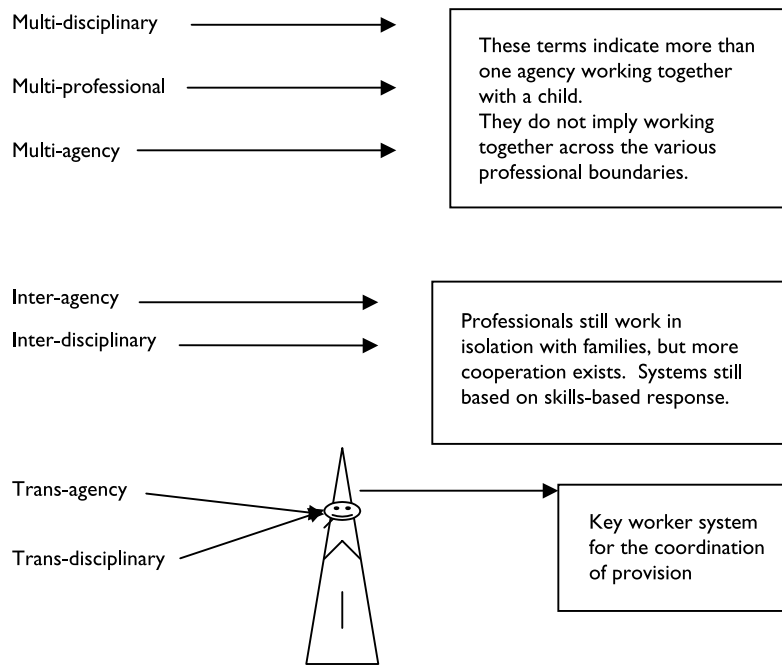 Multi-disciplinary
Multi-professional
Multi-agency
These terms indicate more than
one agency working together
with a child.
They do not imply working
together across the various
professional boundaries.
Inter-agency
Inter-disciplinary
Professionals still work in
isolation with families, but more
cooperation exists.  Systems still
based on skills-based response.
Trans-agency
Trans-disciplinary
Key worker system
for the coordination
of provision